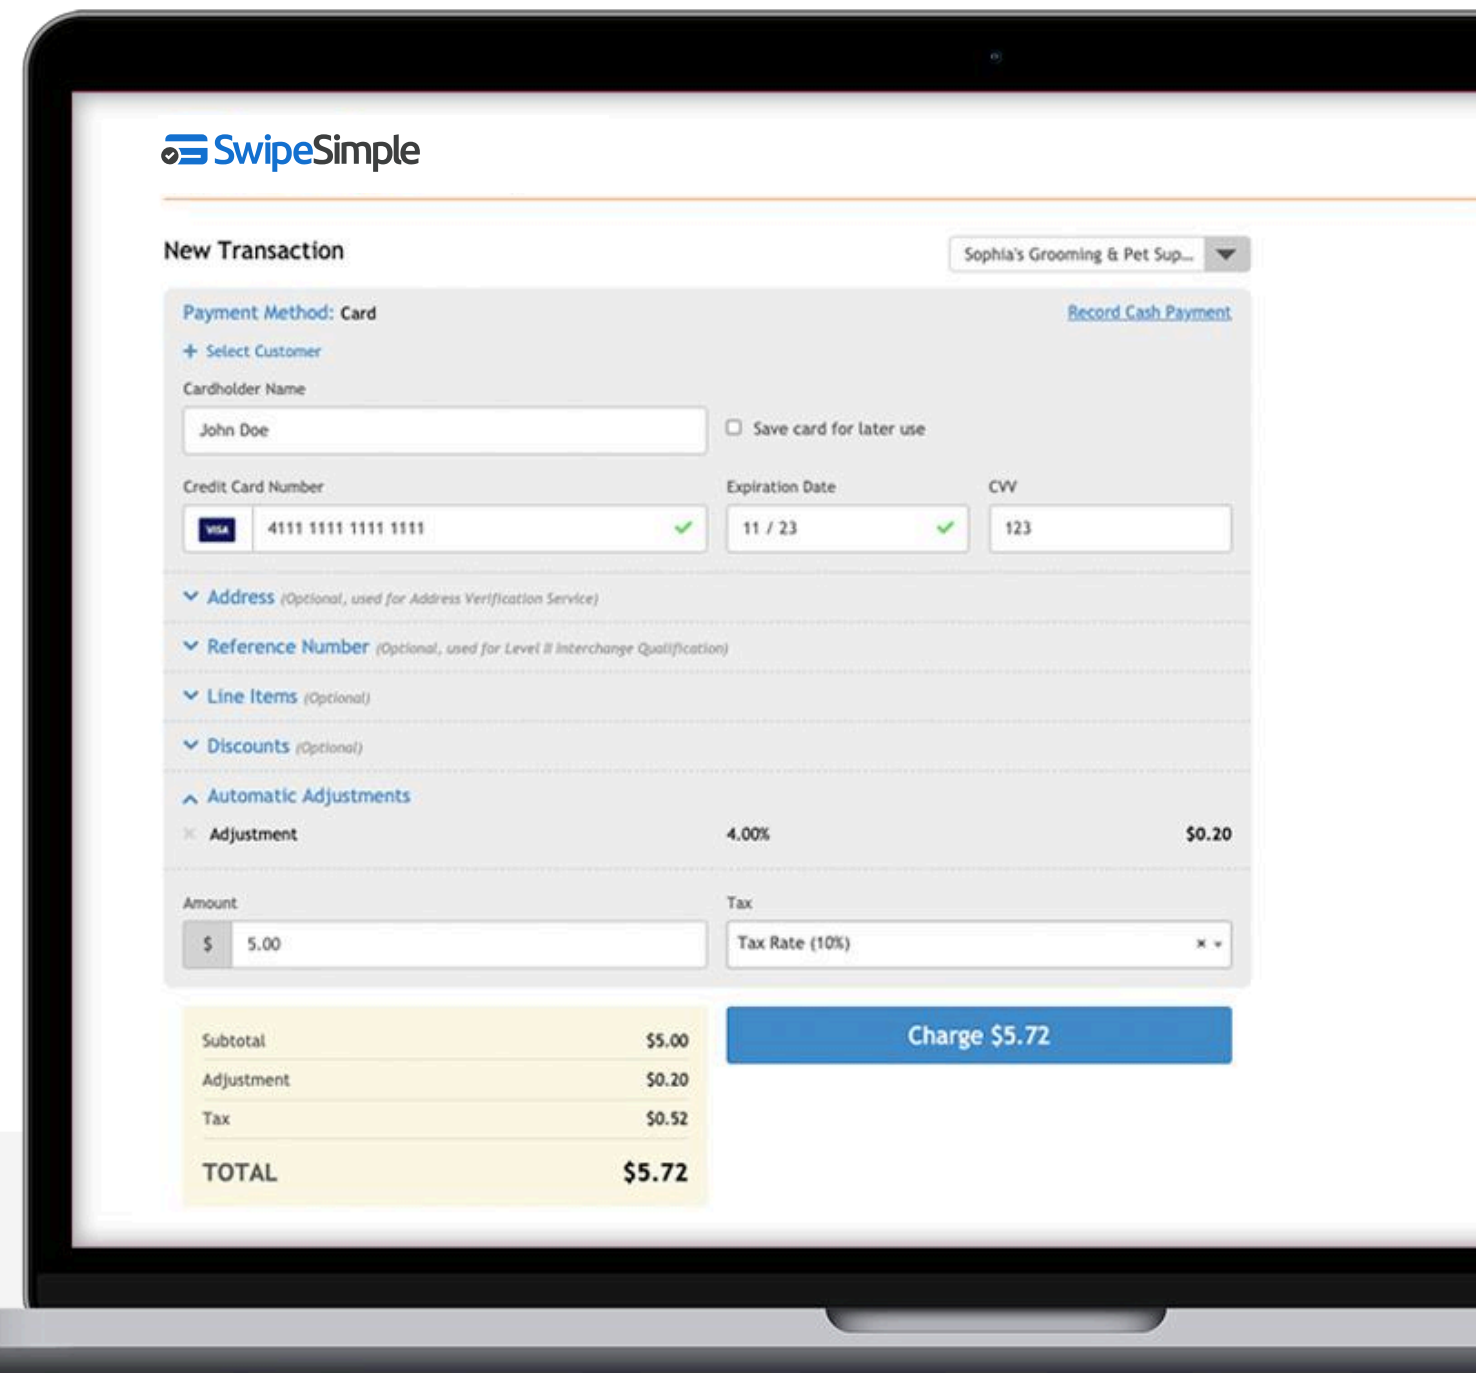 SwipeSimple
New Transaction
Sophia's Grooming & Pet Sup...
Payment Method: Card
Record Cash Payment
+ Select Customer
Cardholder Name
John Doe
Save card for later use
Credit Card Number
Expiration Date
CVV
VISA
4111 1111 1111 1111
11 / 23
123
Address (Optional, used for Address Verification Service)
Reference Number (Optional, used for Level II Interchange Qualification)
Line Items (Optional)
Discounts (Optional)
Automatic Adjustments
× Adjustment 4.00% $0.20
Amount
Tax
$ 5.00
Tax Rate (10%) ×
Subtotal $5.00
Charge $5.72
Adjustment $0.20
Tax $0.52
TOTAL $5.72